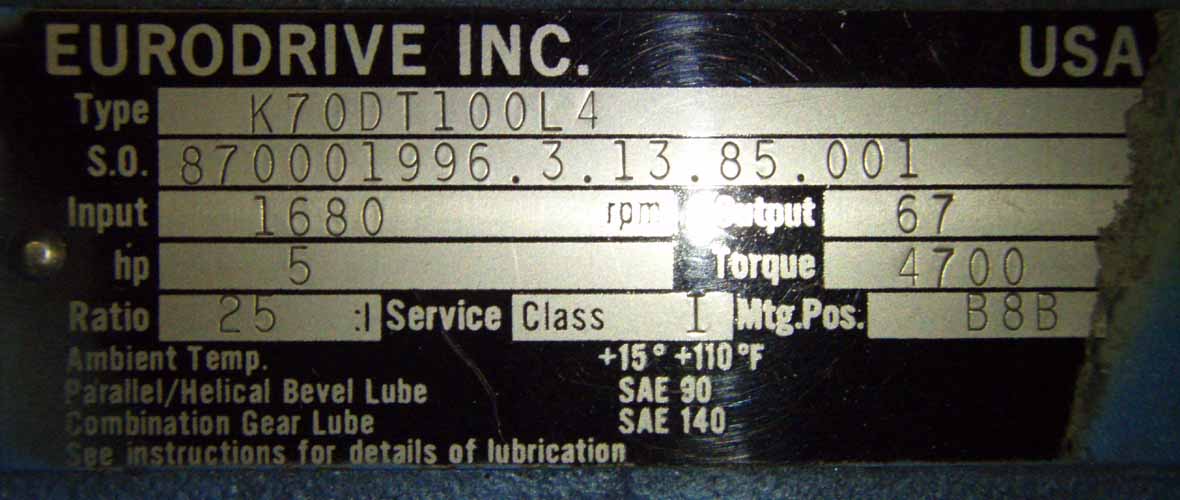 EURODRIVE INC. USA
Type K70DT100L4
S.O. 870001996.3.13.85.001
Input 1680 rpm Output 67
hp 5 Torque 4700
Ratio 25 :1 Service Class I Mtg.Pos. B8B
Ambient Temp. +15° +110°F
Parallel/Helical Bevel Lube SAE 90
Combination Gear Lube SAE 140
See instructions for details of lubrication